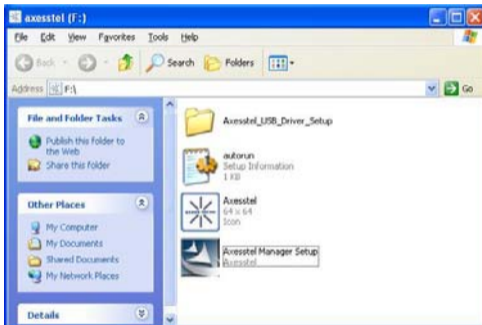 axesstel (F:)
File Edit View Favorites Tools Help
Back Search Folders
Address F:\ Go
File and Folder Tasks
Publish this folder to
the Web
Share this folder
Other Places
My Computer
My Documents
Shared Documents
My Network Places
Details
Axesstel_USB_Driver_Setup
autorun
Setup Information
1 KB
Axesstel
64 x 64
Icon
Axesstel Manager Setup
Axesstel